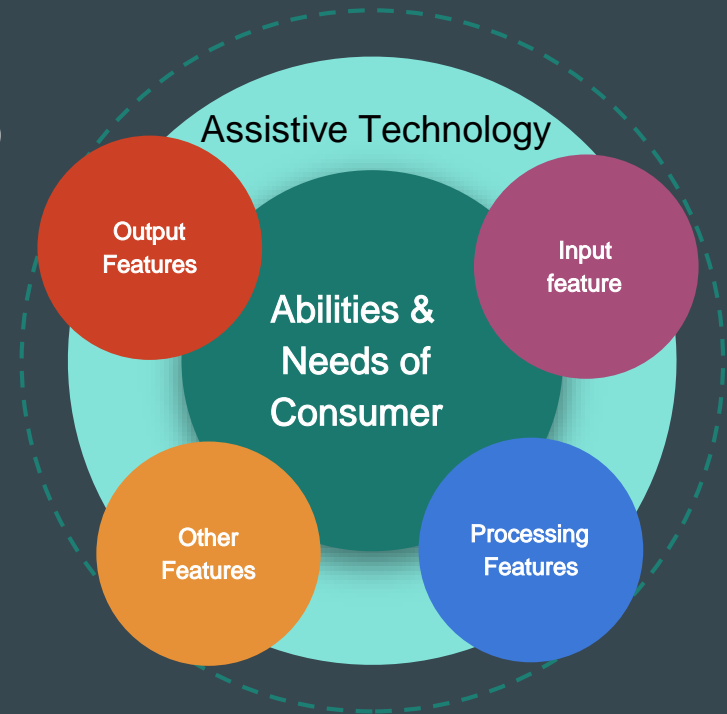 Assistive Technology
Output
Features
Input
feature
Abilities &
Needs of
Consumer
Other
Features
Processing
Features